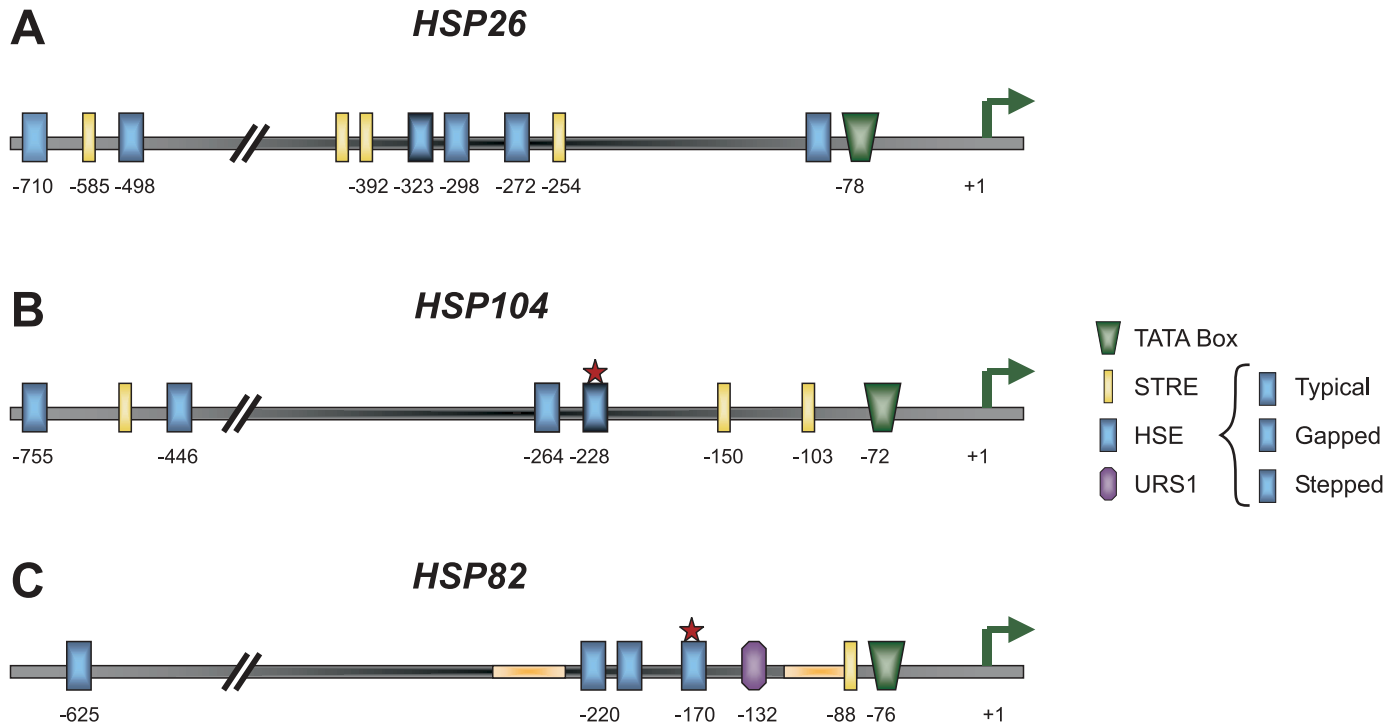 A
HSP26
-710 -585 -498 -392 -323 -298 -272 -254 -78 +1
B
HSP104
-755 -446 -264 -228 -150 -103 -72 +1
TATA Box
STRE
HSE
URS1
Typical
Gapped
Stepped
C
HSP82
-625 -220 -170 -132 -88 -76 +1